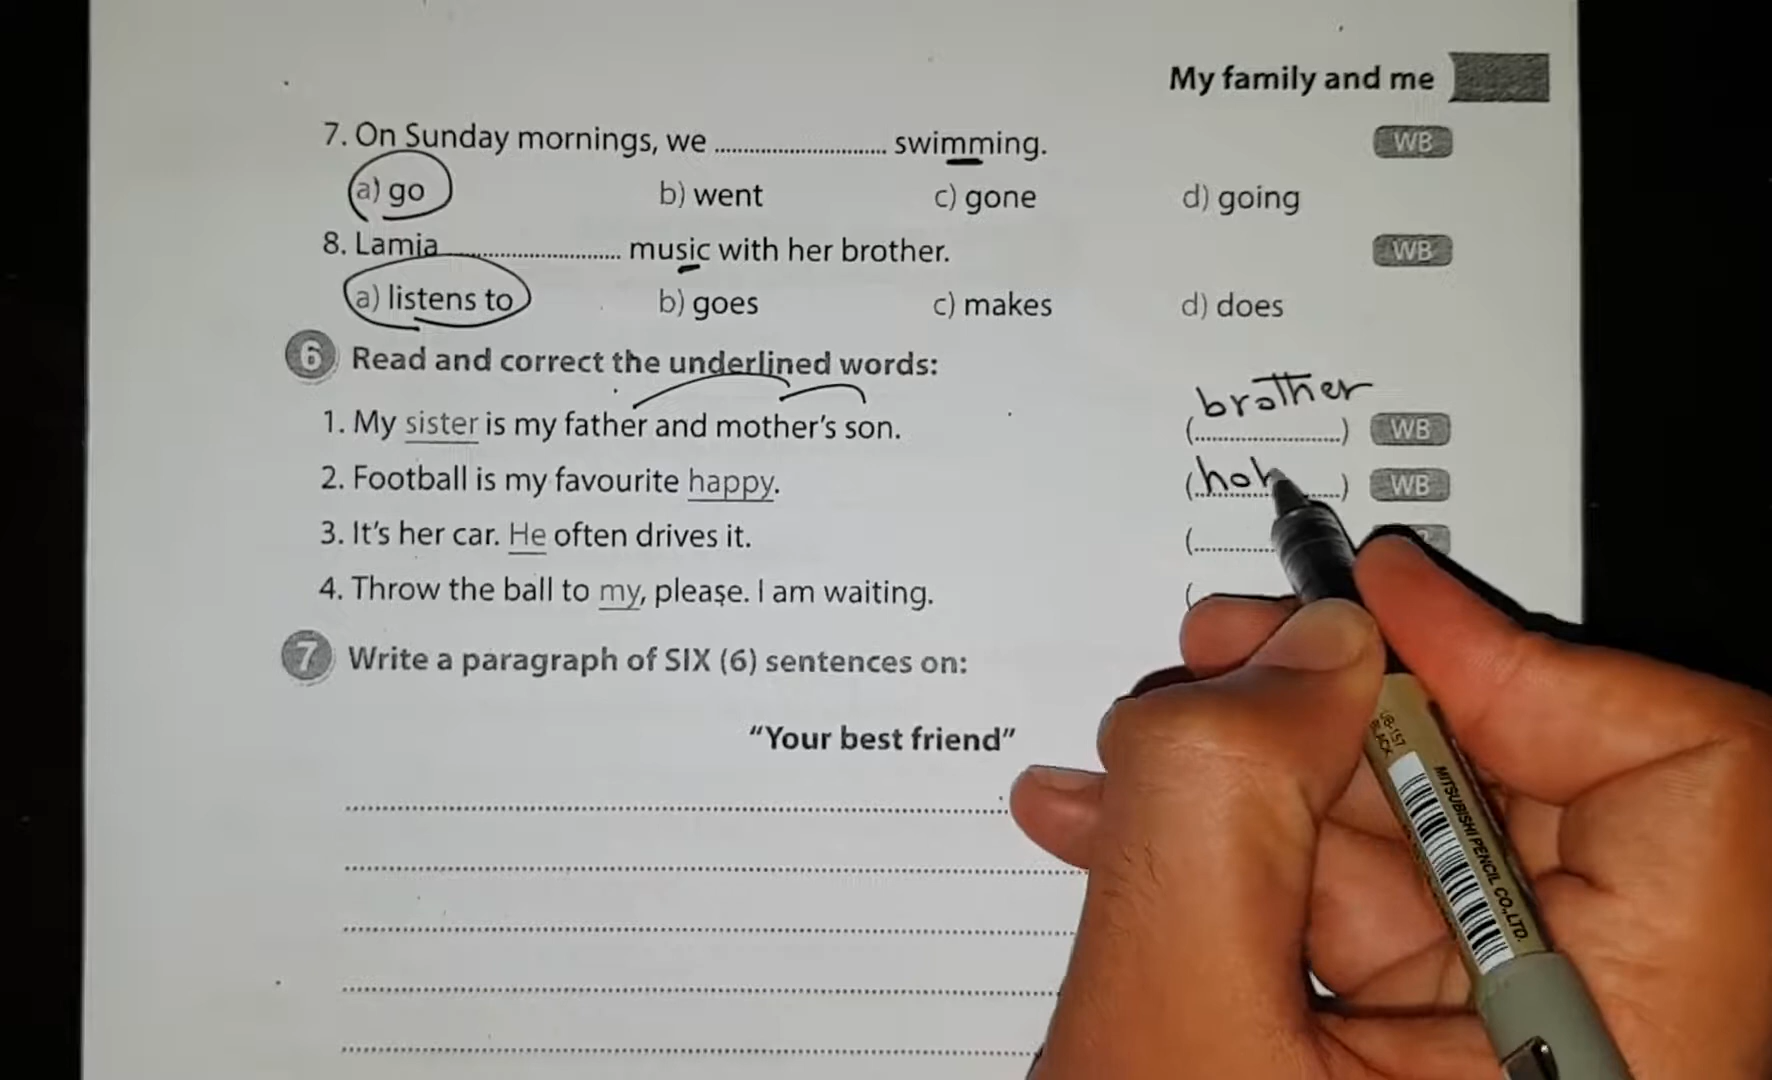 My family and me
7. On Sunday mornings, we .............................. swimming. WB
a) go b) went c) gone d) going
8. Lamia .............................. music with her brother. WB
a) listens to b) goes c) makes d) does
6 Read and correct the underlined words:
brother
1. My sister is my father and mother's son. (........................) WB
2. Football is my favourite happy. (hob........) WB
3. It's her car. He often drives it. (.............
4. Throw the ball to my, please. I am waiting. (
7 Write a paragraph of SIX (6) sentences on:
"Your best friend"
UB-157
BLACK
MITSUBISHI PENCIL CO., LTD.